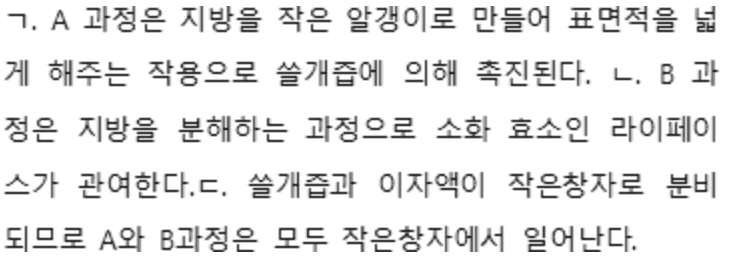 ㄱ. A 과정은 지방을 작은 알갱이로 만들어 표면적을 넓
게 해주는 작용으로 쓸개즙에 의해 촉진된다. ㄴ. B 과
정은 지방을 분해하는 과정으로 소화 효소인 라이페이
스가 관여한다.ㄷ. 쓸개즙과 이자액이 작은창자로 분비
되므로 A와 B과정은 모두 작은창자에서 일어난다.